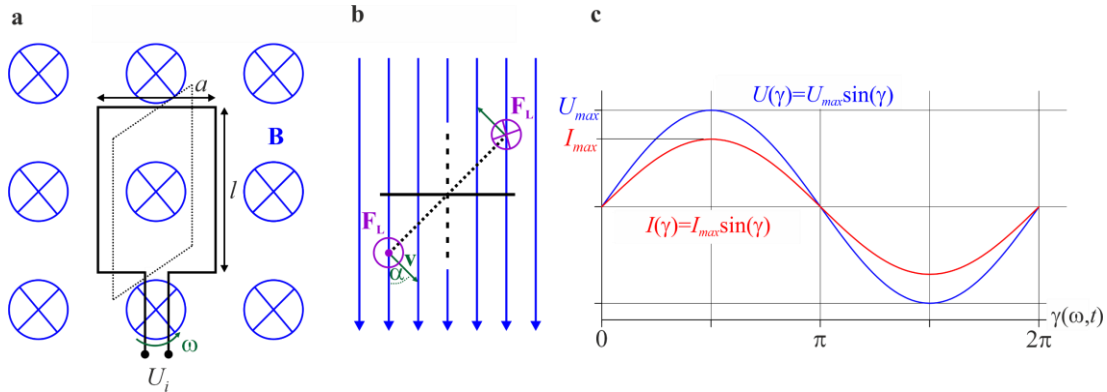 a
a
B
l
ω
U_i
b
F_L
F_L
v
α
c
U_max
I_max
U(γ)=U_max sin(γ)
I(γ)=I_max sin(γ)
0
π
2π
γ(ω,t)